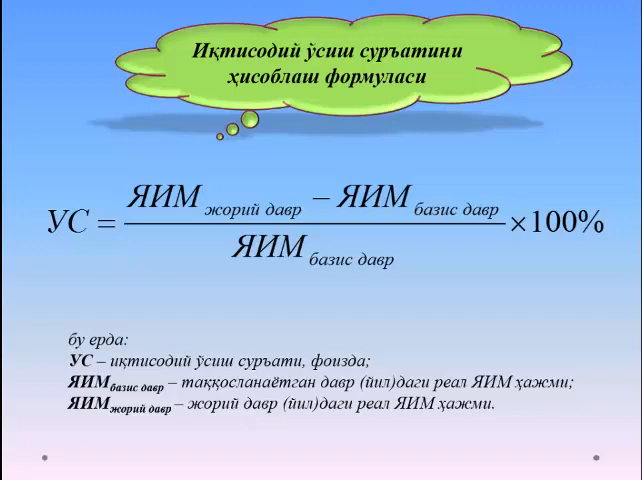 Иқтисодий ўсиш суръатини
ҳисоблаш формуласи
УС = (ЯИМ жорий давр – ЯИМ базис давр) / ЯИМ базис давр ×100%
бу ерда:
УС – иқтисодий ўсиш суръати, фоизда;
ЯИМбазис давр – таққосланаётган давр (йил)даги реал ЯИМ ҳажми;
ЯИМжорий давр – жорий давр (йил)даги реал ЯИМ ҳажми.